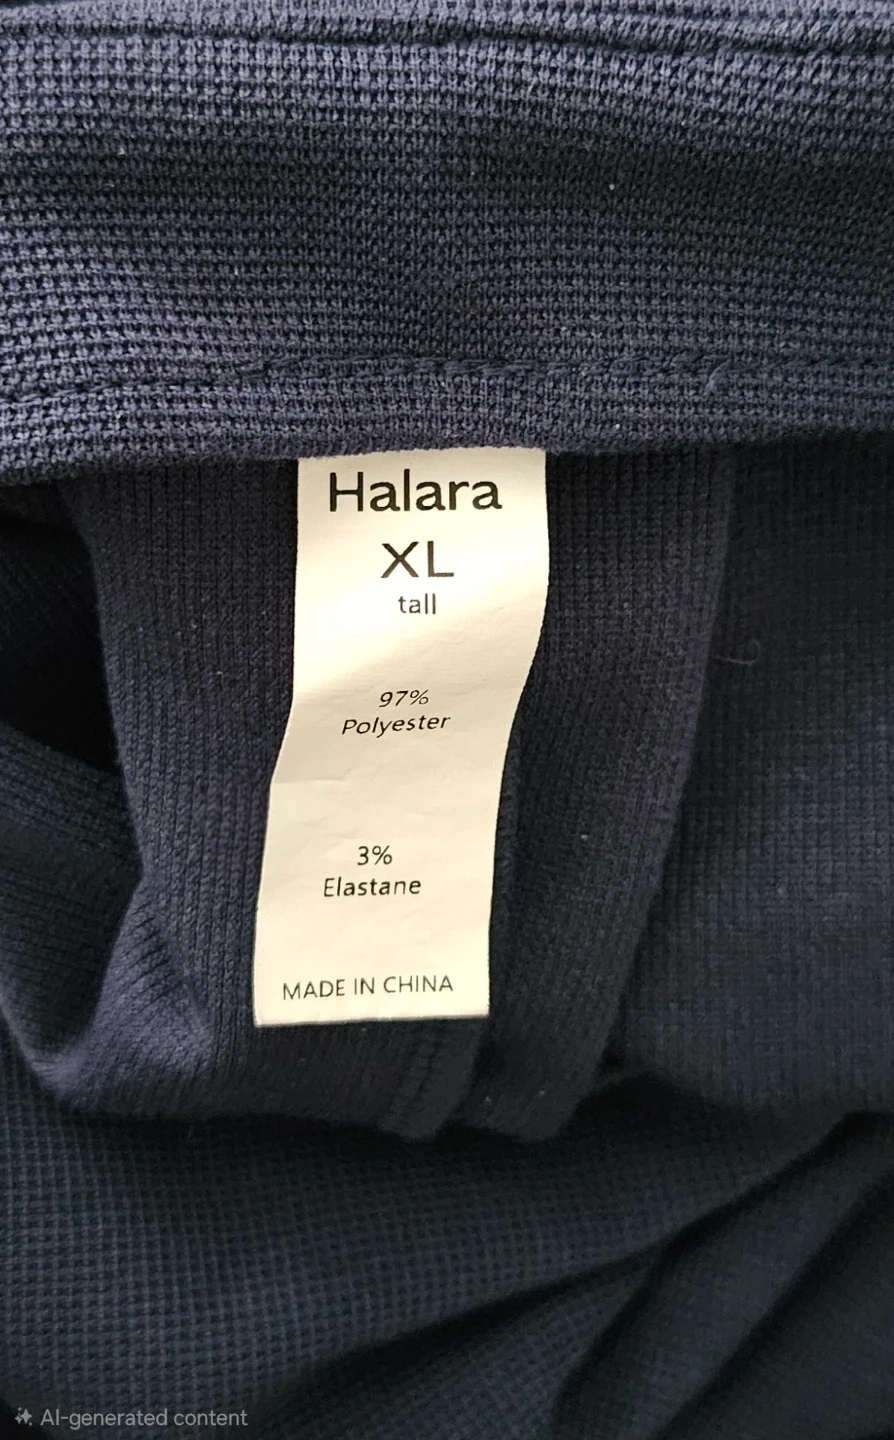 Halara
XL
tall
97%
Polyester
3%
Elastane
MADE IN CHINA
AI-generated content